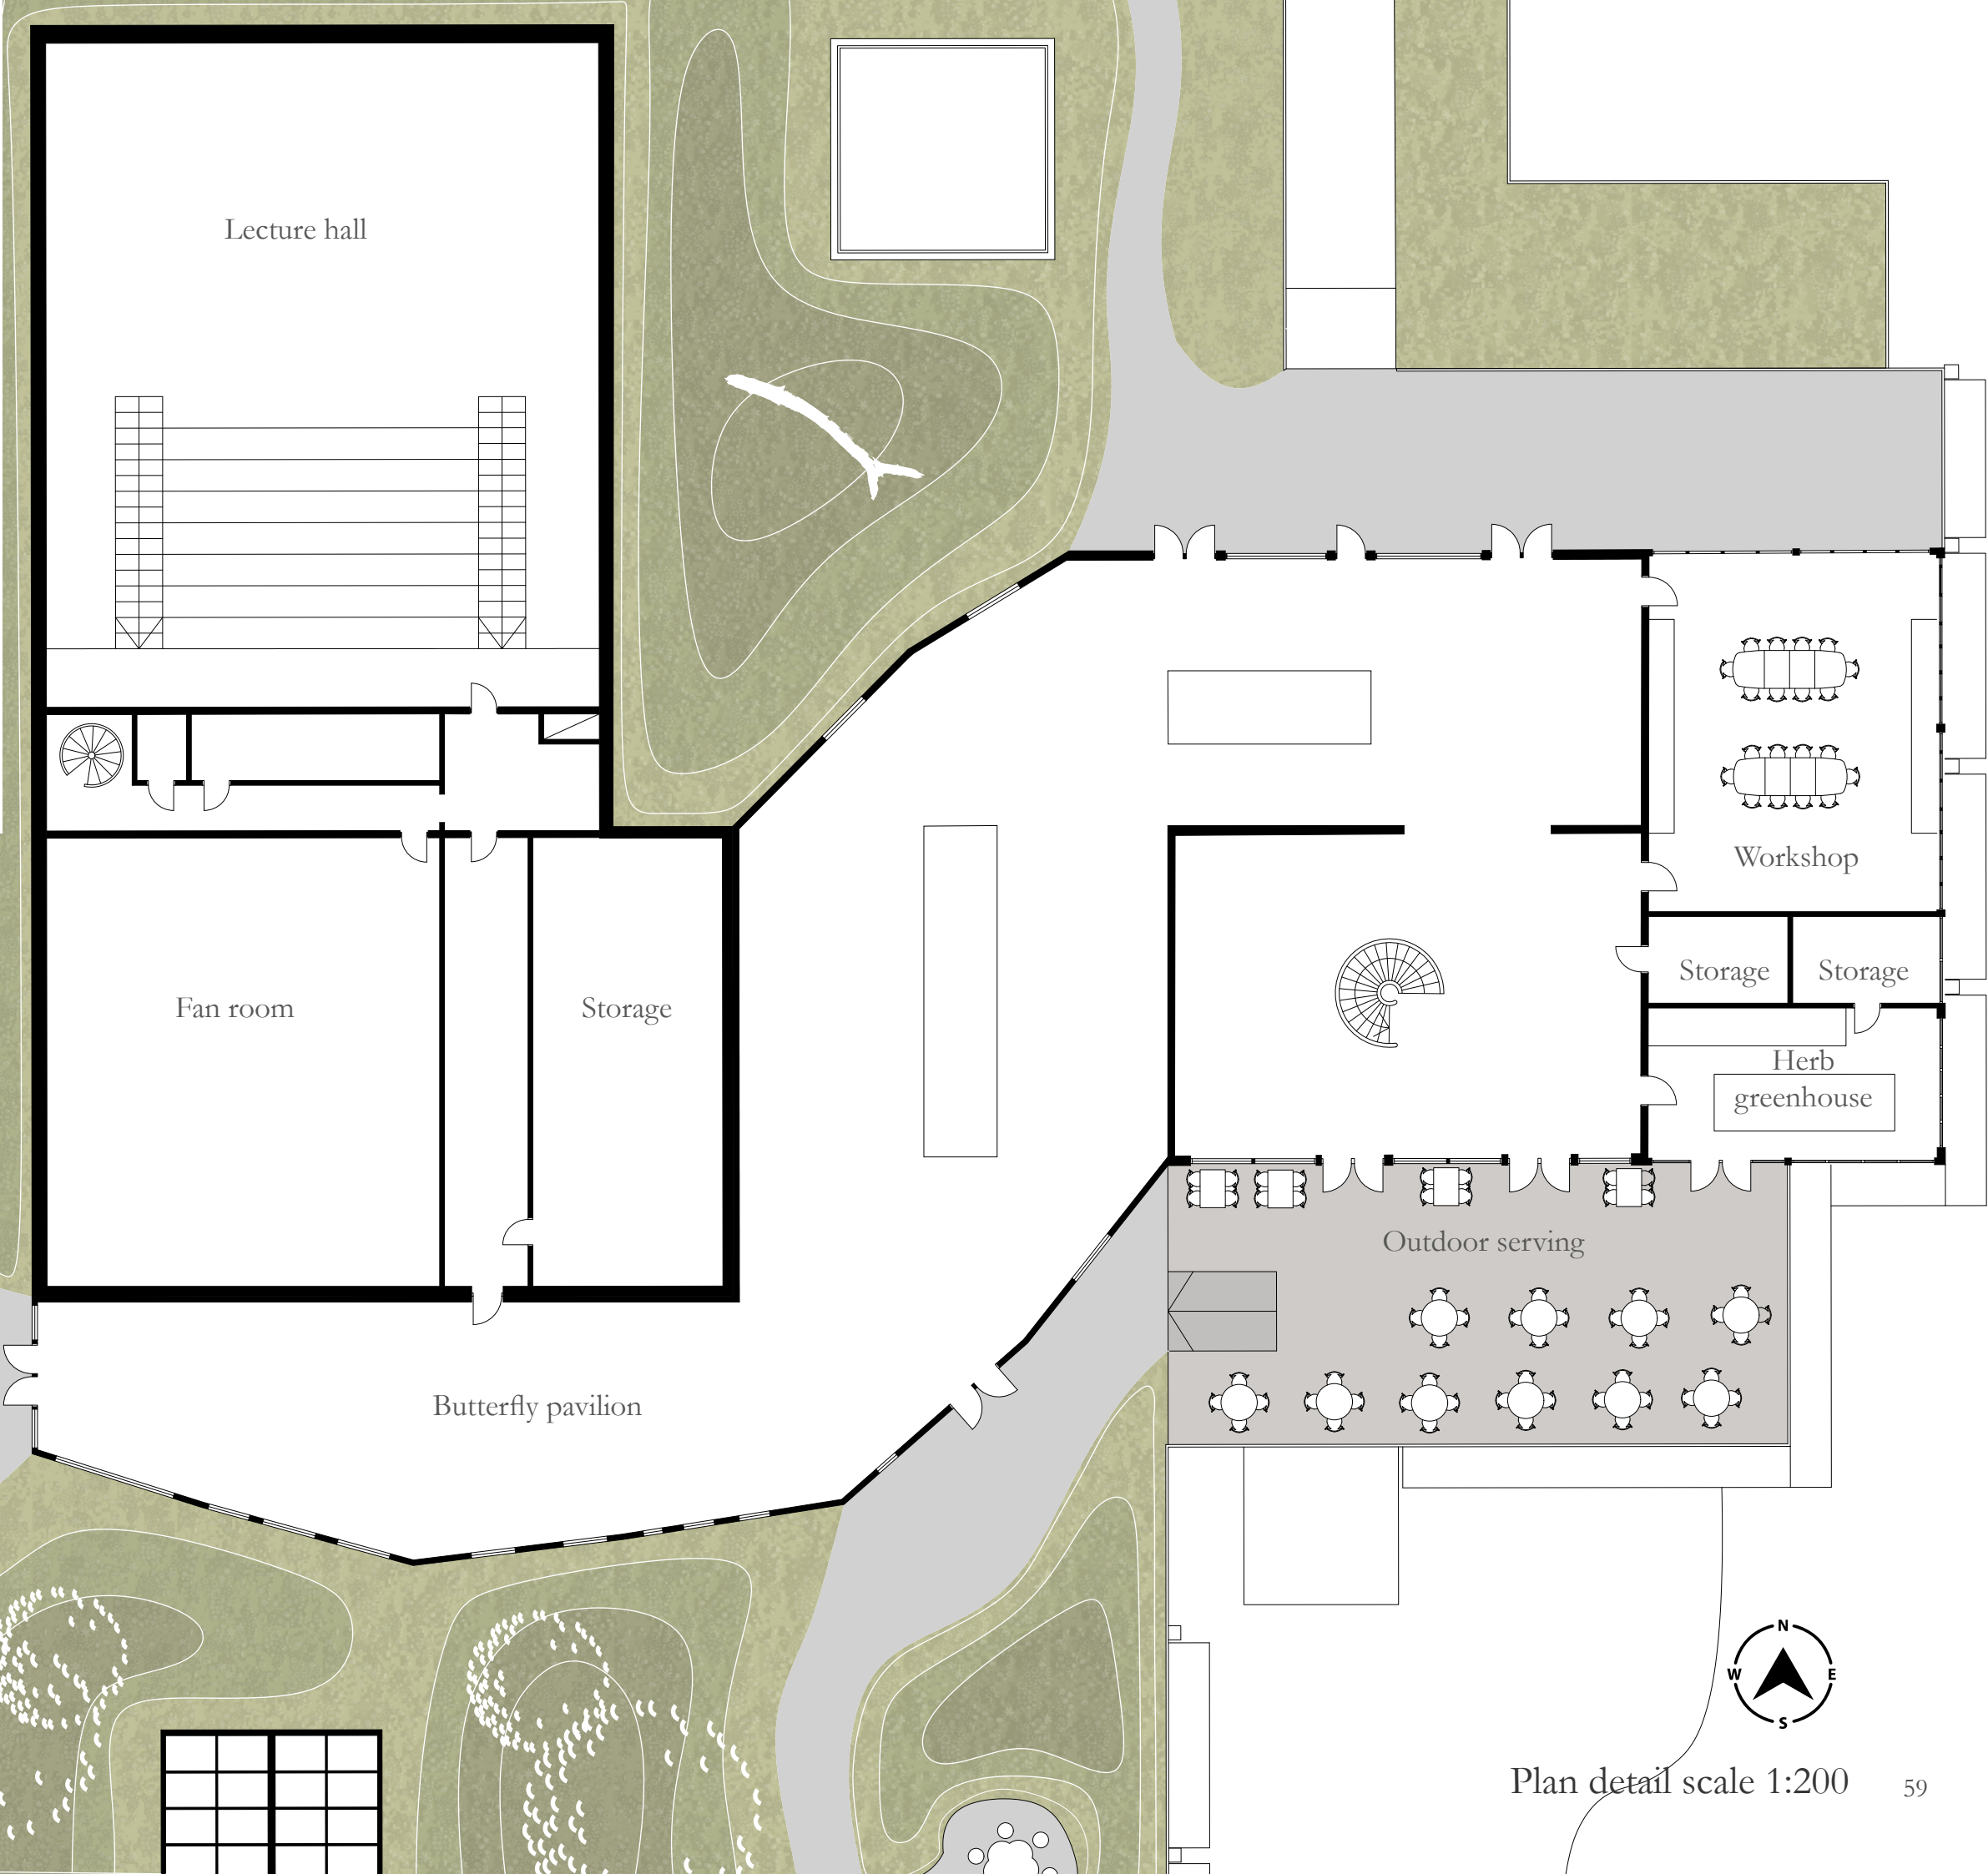 Lecture hall
Workshop
Storage
Storage
Fan room
Storage
Herb
greenhouse
Outdoor serving
Butterfly pavilion
N
W
E
S
Plan detail scale 1:200
59